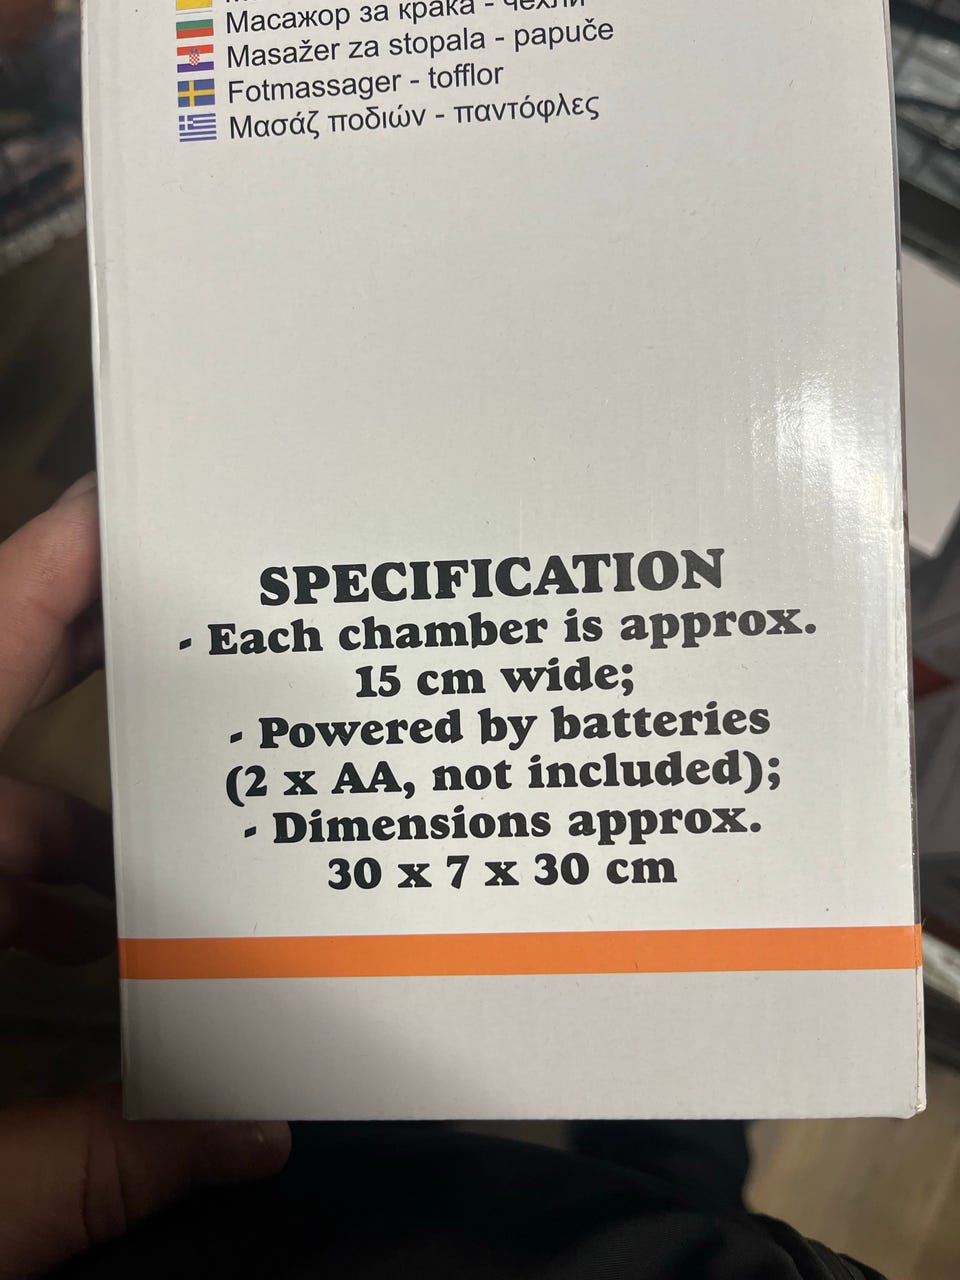 Масажор за крака - чехли
Masažer za stopala - papuče
Fotmassager - tofflor
Μασάζ ποδιών - παντόφλες
SPECIFICATION
- Each chamber is approx.
15 cm wide;
- Powered by batteries
(2 x AA, not included);
- Dimensions approx.
30 x 7 x 30 cm